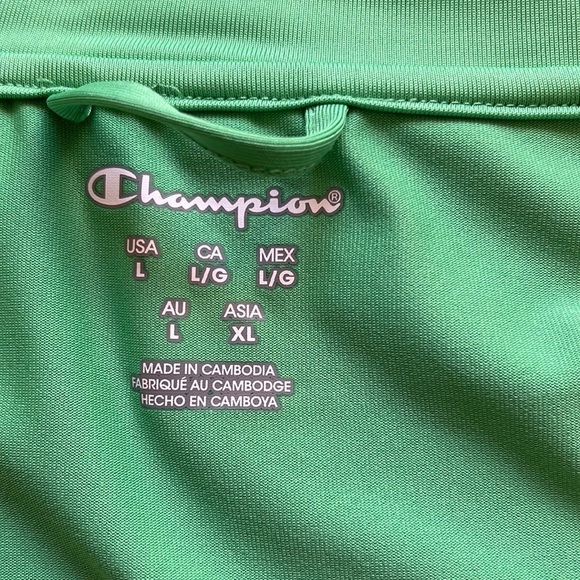 Champion®
USA CA MEX
L L/G L/G
AU ASIA
L XL
MADE IN CAMBODIA
FABRIQUÉ AU CAMBODGE
HECHO EN CAMBOYA